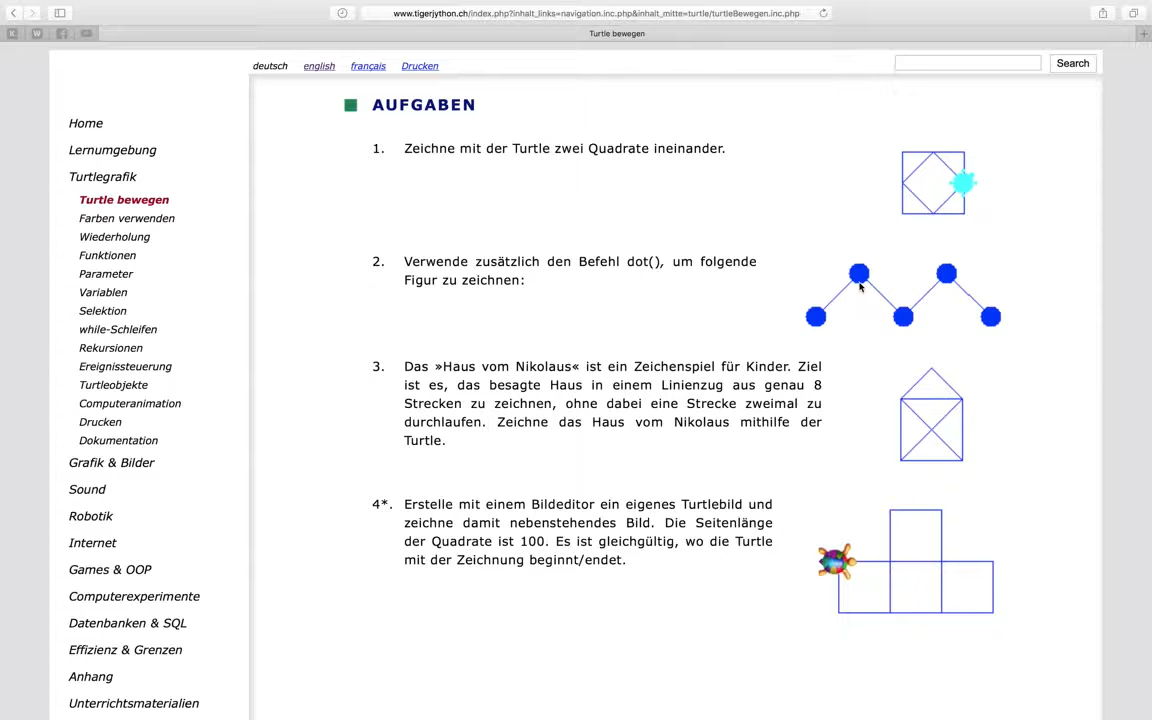 www.tigerjython.ch/index.php?inhalt_links=navigation.inc.php&inhalt_mitte=turtle/turtleBewegen.inc.php
Turtle bewegen
deutsch english français Drucken
Search
Home
Lernumgebung
Turtlegrafik
Turtle bewegen
Farben verwenden
Wiederholung
Funktionen
Parameter
Variablen
Selektion
while-Schleifen
Rekursionen
Ereignissteuerung
Turtleobjekte
Computeranimation
Drucken
Dokumentation
Grafik & Bilder
Sound
Robotik
Internet
Games & OOP
Computerexperimente
Datenbanken & SQL
Effizienz & Grenzen
Anhang
Unterrichtsmaterialien
AUFGABEN
1. Zeichne mit der Turtle zwei Quadrate ineinander.
2. Verwende zusätzlich den Befehl dot(), um folgende
Figur zu zeichnen:
3. Das »Haus vom Nikolaus« ist ein Zeichenspiel für Kinder. Ziel
ist es, das besagte Haus in einem Linienzug aus genau 8
Strecken zu zeichnen, ohne dabei eine Strecke zweimal zu
durchlaufen. Zeichne das Haus vom Nikolaus mithilfe der
Turtle.
4*. Erstelle mit einem Bildeditor ein eigenes Turtlebild und
zeichne damit nebenstehendes Bild. Die Seitenlänge
der Quadrate ist 100. Es ist gleichgültig, wo die Turtle
mit der Zeichnung beginnt/endet.